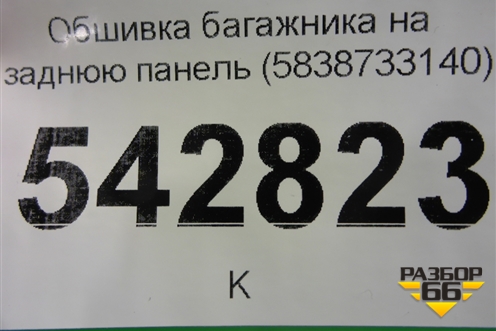 Обшивка багажника на
заднюю панель (5838733140)
542823
К
РАЗБОР
66